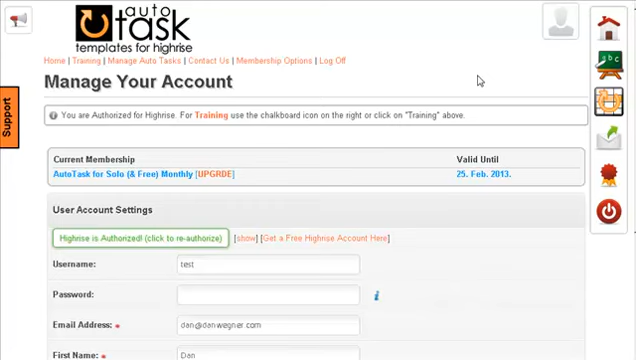 auto
task
templates for highrise
Home | Training | Manage Auto Tasks | Contact Us | Membership Options | Log Off
Manage Your Account
You are Authorized for Highrise. For Training use the chalkboard icon on the right or click on "Training" above.
Support
Current Membership Valid Until
AutoTask for Solo (& Free) Monthly [UPGRDE] 25. Feb. 2013.
User Account Settings
Highrise is Authorized! (click to re-authorize) [show] [Get a Free Highrise Account Here]
Username: test
Password:
Email Address: * dan@danwegner.com
First Name: * Dan